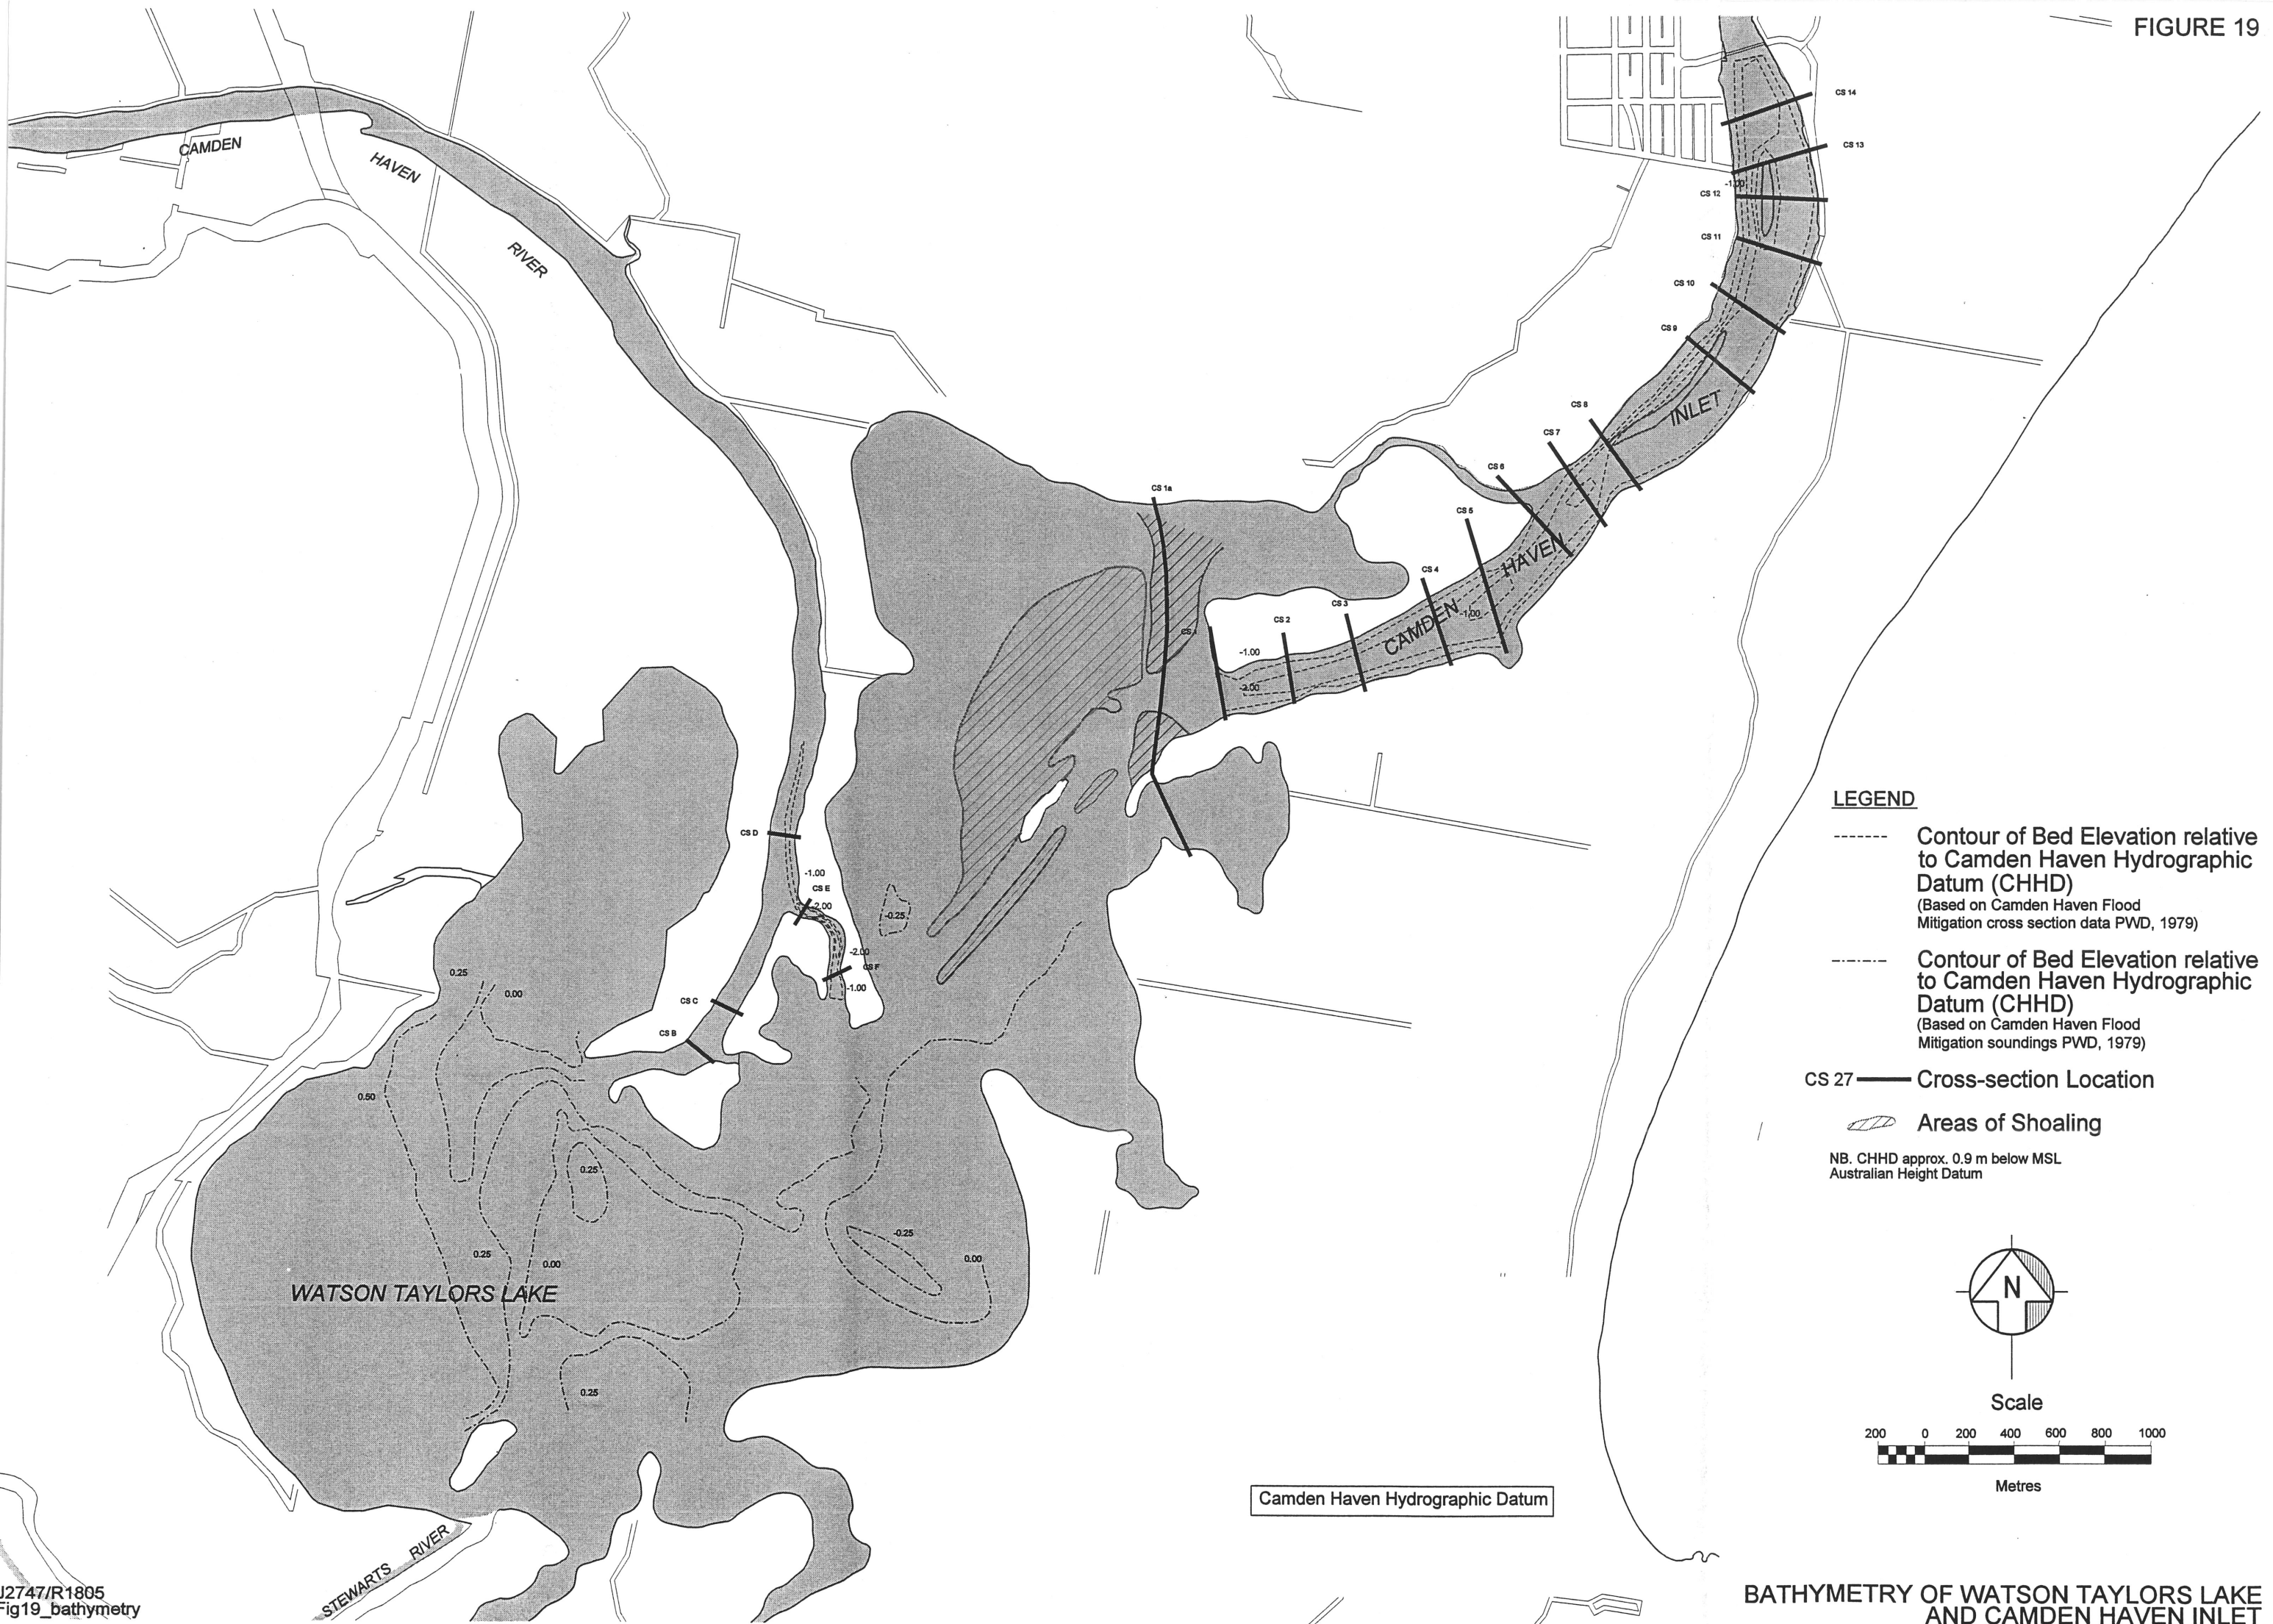 FIGURE 19
CAMDEN
HAVEN
RIVER
CS 14
CS 13
-1.00
CS 12
CS 11
CS 10
CS 9
CS 8
INLET
CS 7
CS 6
CS 5
HAVEN
CS 4
-1.00
CAMDEN
CS 3
CS 2
CS 1a
-1.00
-2.00
CS D
-1.00
CS E
-2.00
-2.00
CS F
-1.00
-0.25
CS C
CS B
0.25
0.00
0.50
0.25
0.25
0.00
-0.25
0.00
WATSON TAYLORS LAKE
0.25
STEWARTS RIVER
LEGEND
Contour of Bed Elevation relative
to Camden Haven Hydrographic
Datum (CHHD)
(Based on Camden Haven Flood
Mitigation cross section data PWD, 1979)
Contour of Bed Elevation relative
to Camden Haven Hydrographic
Datum (CHHD)
(Based on Camden Haven Flood
Mitigation soundings PWD, 1979)
CS 27 Cross-section Location
Areas of Shoaling
NB. CHHD approx. 0.9 m below MSL
Australian Height Datum
N
Scale
200 0 200 400 600 800 1000
Metres
Camden Haven Hydrographic Datum
J2747/R1805
Fig19_bathymetry
BATHYMETRY OF WATSON TAYLORS LAKE
AND CAMDEN HAVEN INLET